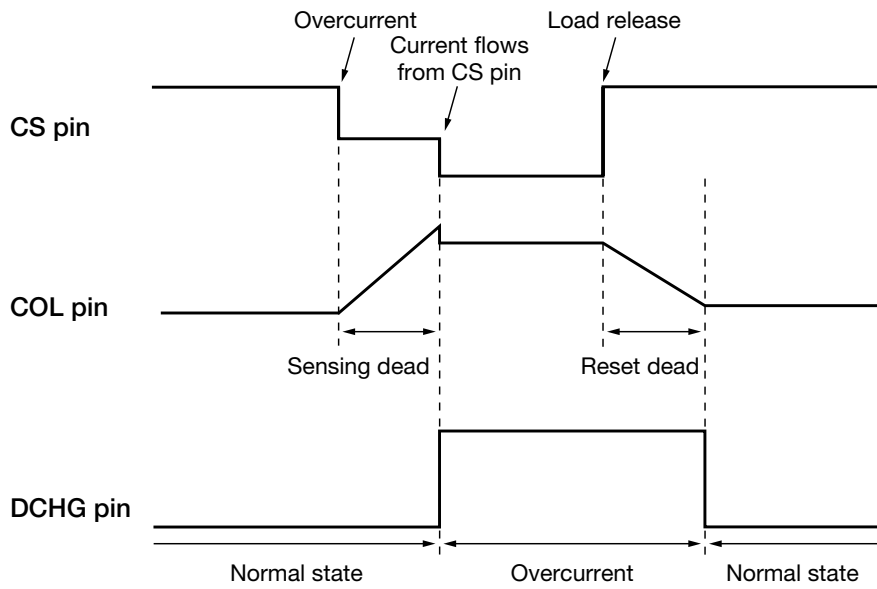 Overcurrent
Load release
Current flows
from CS pin
CS pin
COL pin
Sensing dead
Reset dead
DCHG pin
Normal state
Overcurrent
Normal state